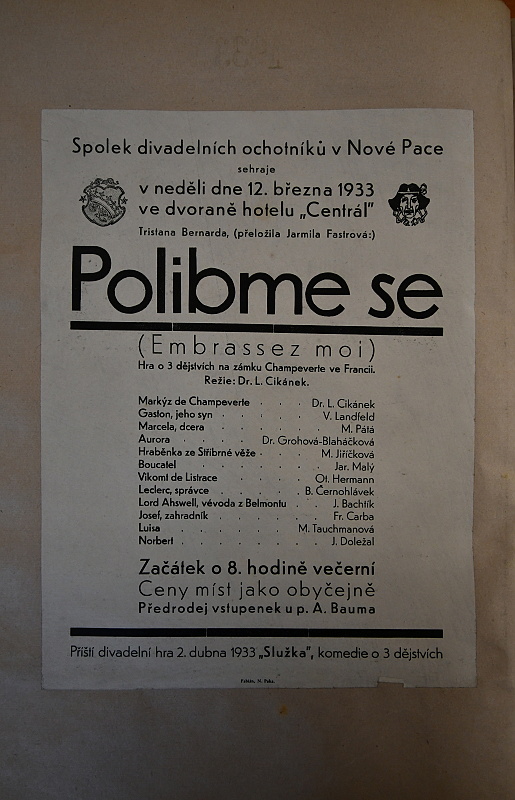 Spolek divadelních ochotníků v Nové Pace
sehraje
v neděli dne 12. března 1933
ve dvoraně hotelu „Centrál"
Tristana Bernarda, (přeložila Jarmila Fastrová:)
Polibme se
(Embrassez moi)
Hra o 3 dějstvích na zámku Champeverte ve Francii.
Režie: Dr. L. Cikánek.
Markýz de Champeverte . . . Dr. L. Cikánek
Gaston, jeho syn . . . . . V. Landfeld
Marcela, dcera . . . . . . M. Pátá
Aurora . . . . . Dr. Grohová-Blaháčková
Hraběnka ze Stříbrné věže . . . M. Jiříčková
Boucatel . . . . . . . Jar. Malý
Vikomt de Listrace . . . . Ot. Hermann
Leclerc, správce . . . . . B. Černohlávek
Lord Ahswell, vévoda z Belmontu . . J. Bachtík
Josef, zahradník . . . . . . Fr. Čarba
Luisa . . . . . . M. Tauchmanová
Norbert . . . . . . . . J. Doležal
Začátek o 8. hodině večerní
Ceny míst jako obyčejně
Předrodej vstupenek u p. A. Bauma
Příští divadelní hra 2. dubna 1933 „Služka", komedie o 3 dějstvích
N. Paka.